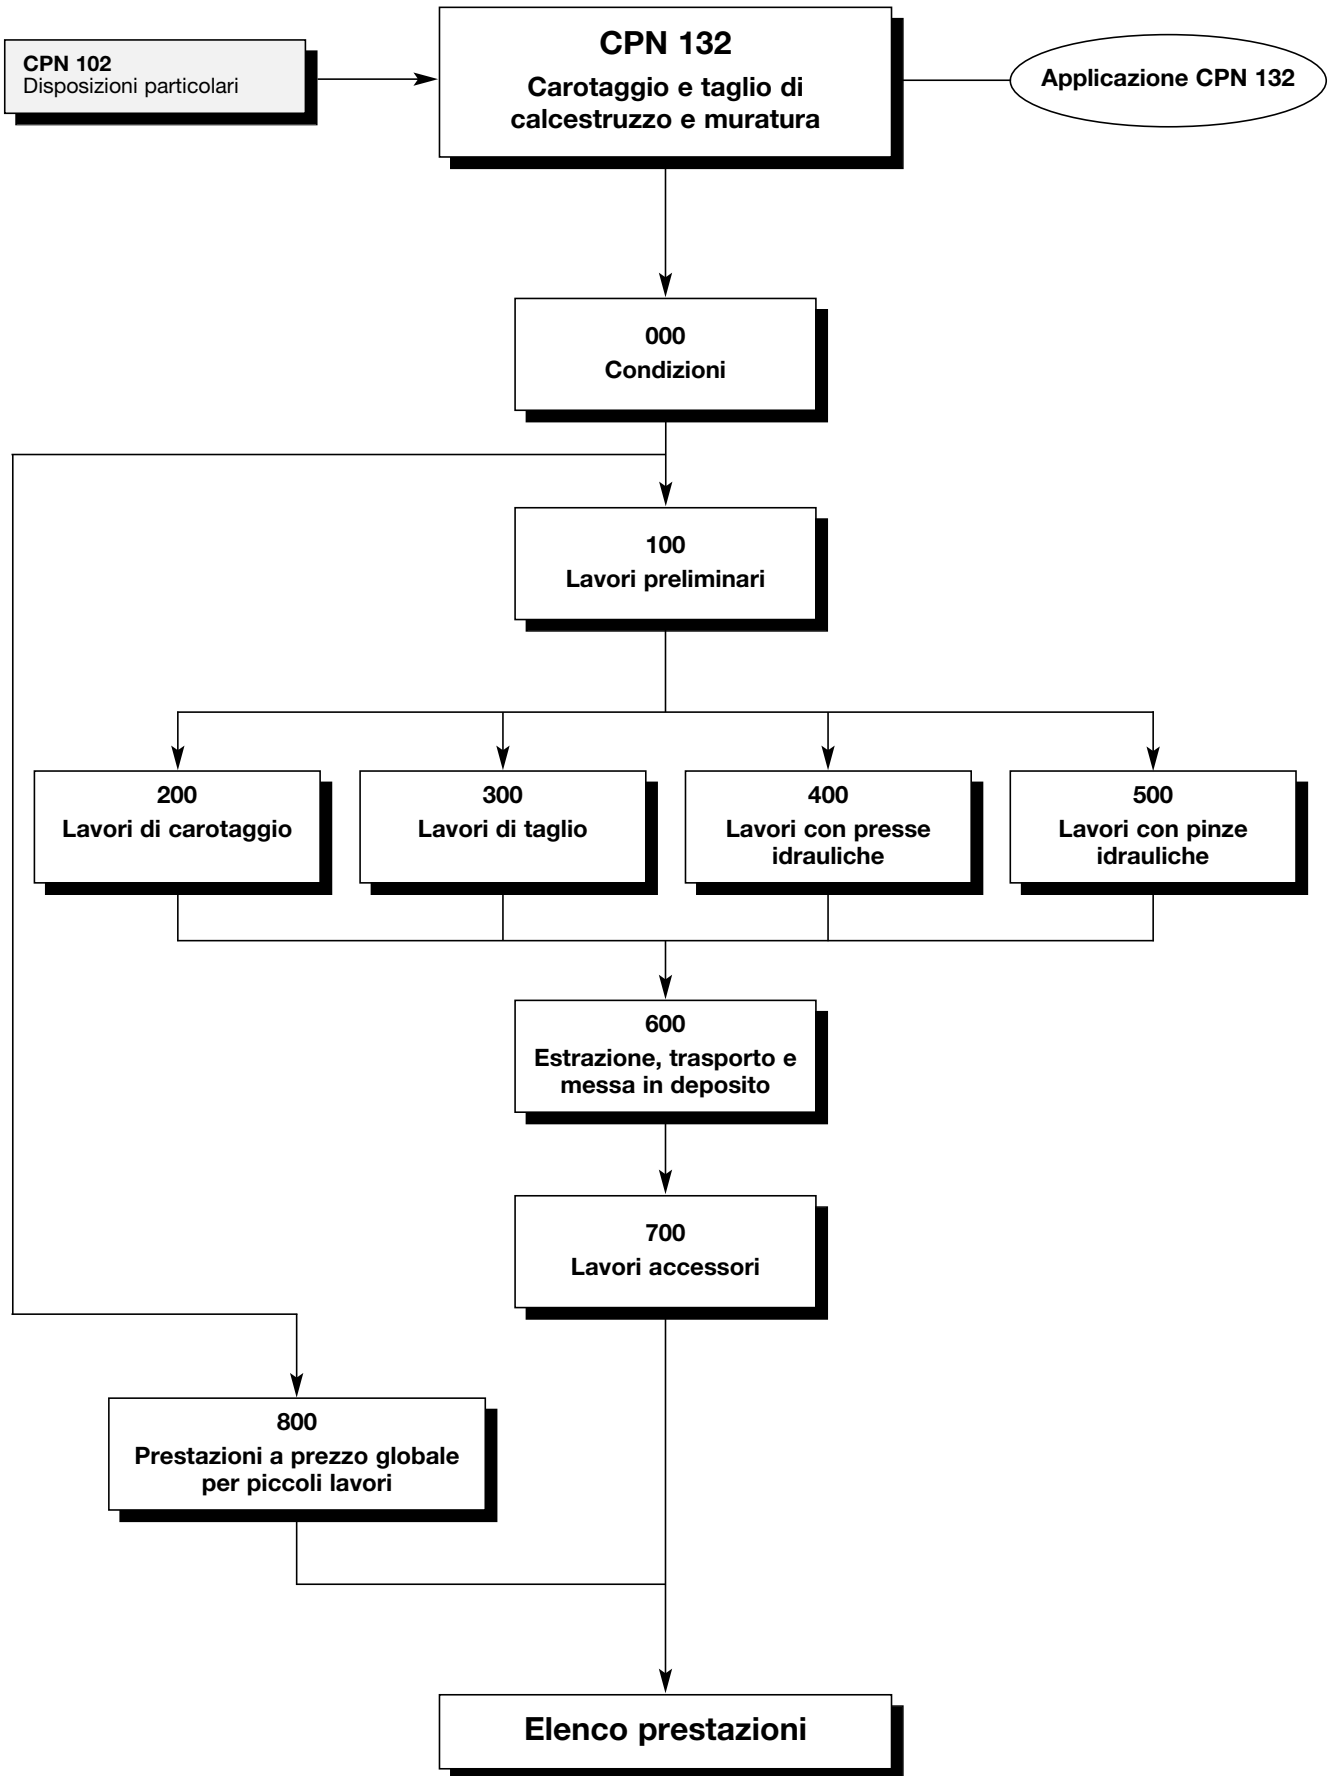 CPN 102
Disposizioni particolari
CPN 132
Carotaggio e taglio di
calcestruzzo e muratura
Applicazione CPN 132
000
Condizioni
100
Lavori preliminari
200
Lavori di carotaggio
300
Lavori di taglio
400
Lavori con presse
idrauliche
500
Lavori con pinze
idrauliche
600
Estrazione, trasporto e
messa in deposito
700
Lavori accessori
800
Prestazioni a prezzo globale
per piccoli lavori
Elenco prestazioni